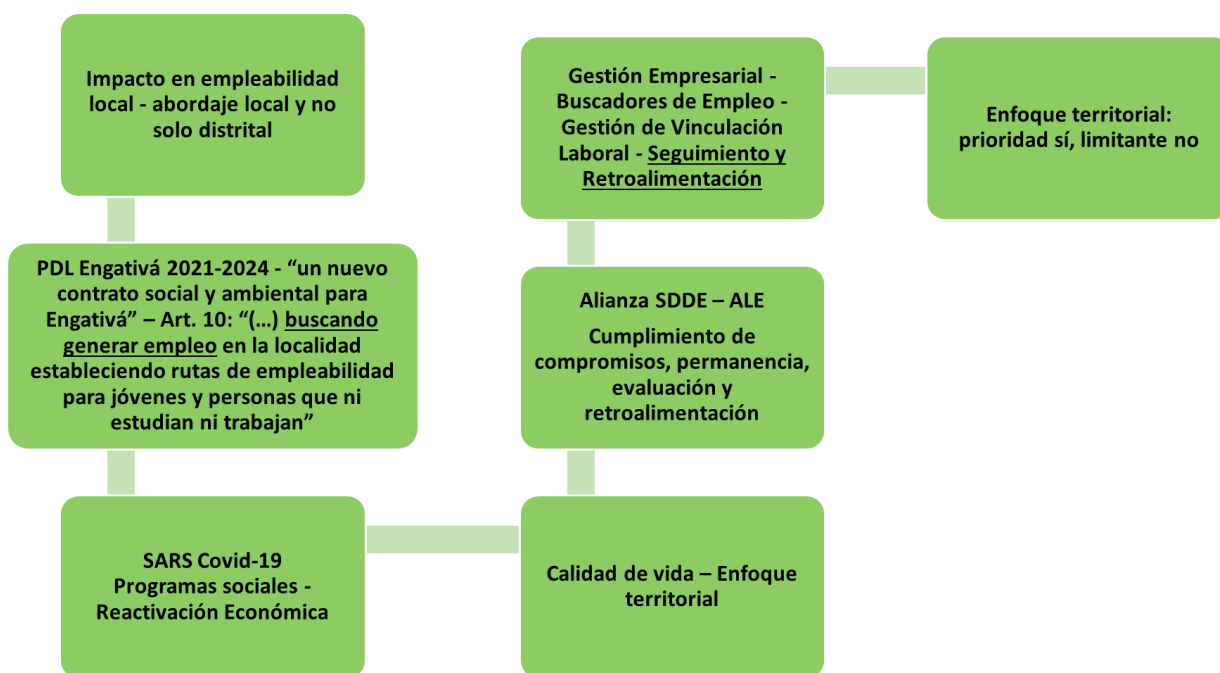 Impacto en empleabilidad
local - abordaje local y no
solo distrital
PDL Engativá 2021-2024 - “un nuevo
contrato social y ambiental para
Engativá” – Art. 10: “(…) buscando
generar empleo en la localidad
estableciendo rutas de empleabilidad
para jóvenes y personas que ni
estudian ni trabajan”
SARS Covid-19
Programas sociales -
Reactivación Económica
Calidad de vida – Enfoque
territorial
Alianza SDDE – ALE
Cumplimiento de
compromisos, permanencia,
evaluación y
retroalimentación
Gestión Empresarial -
Buscadores de Empleo -
Gestión de Vinculación
Laboral - Seguimiento y
Retroalimentación
Enfoque territorial:
prioridad sí, limitante no